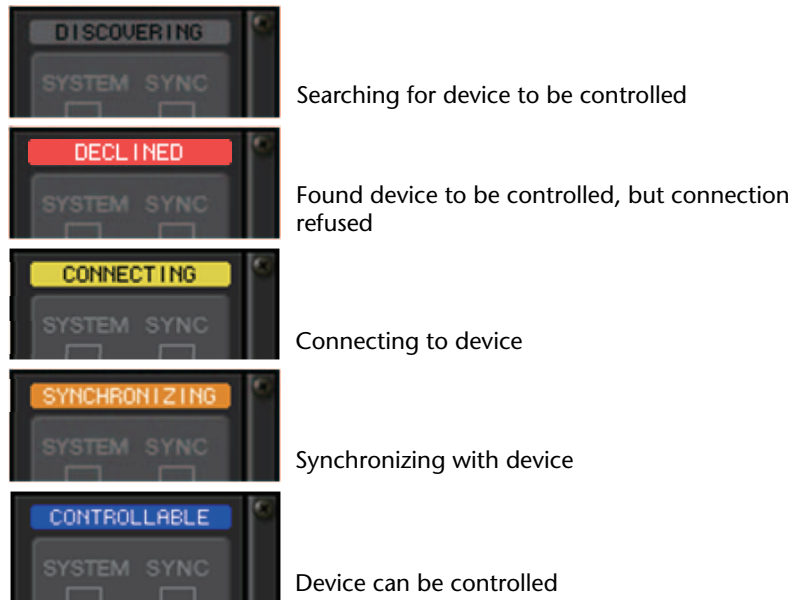 DISCOVERING
SYSTEM SYNC
Searching for device to be controlled
DECLINED
SYSTEM SYNC
Found device to be controlled, but connection
refused
CONNECTING
SYSTEM SYNC
Connecting to device
SYNCHRONIZING
SYSTEM SYNC
Synchronizing with device
CONTROLLABLE
SYSTEM SYNC
Device can be controlled